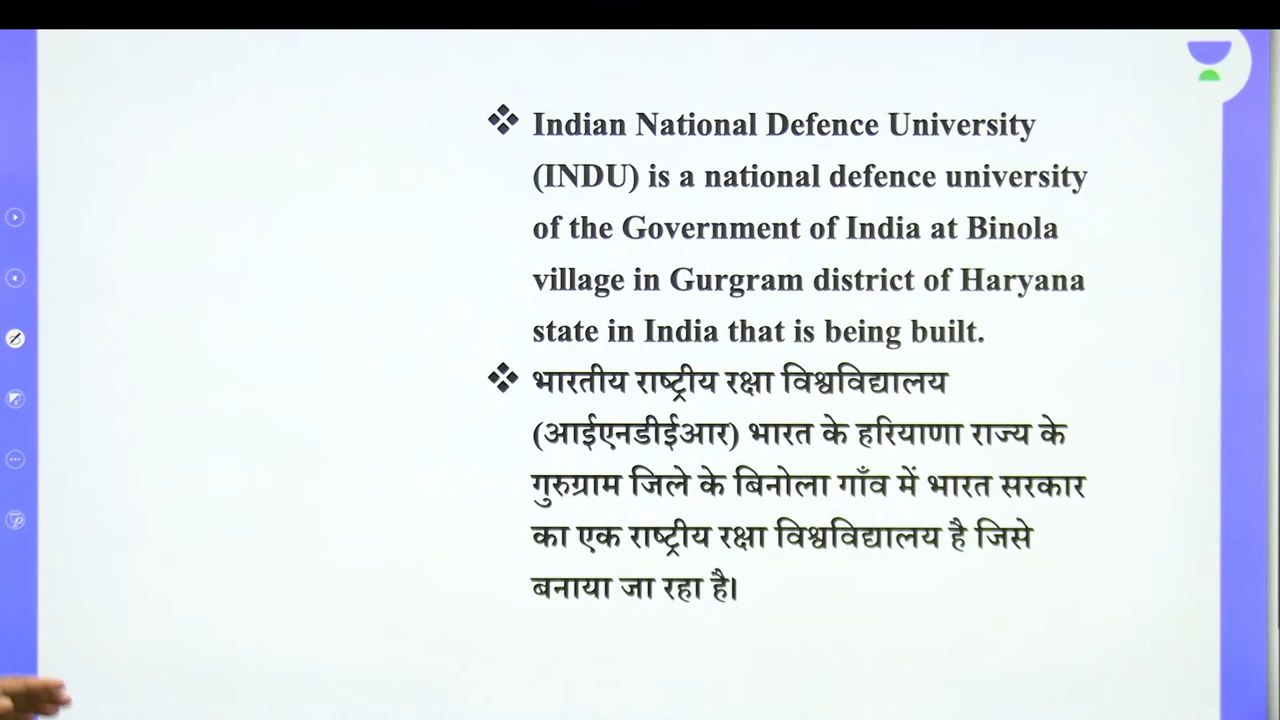 ❖ Indian National Defence University
(INDU) is a national defence university
of the Government of India at Binola
village in Gurgram district of Haryana
state in India that is being built.
❖ भारतीय राष्ट्रीय रक्षा विश्वविद्यालय
(आईएनडीईआर) भारत के हरियाणा राज्य के
गुरुग्राम जिले के बिनोला गाँव में भारत सरकार
का एक राष्ट्रीय रक्षा विश्वविद्यालय है जिसे
बनाया जा रहा है।